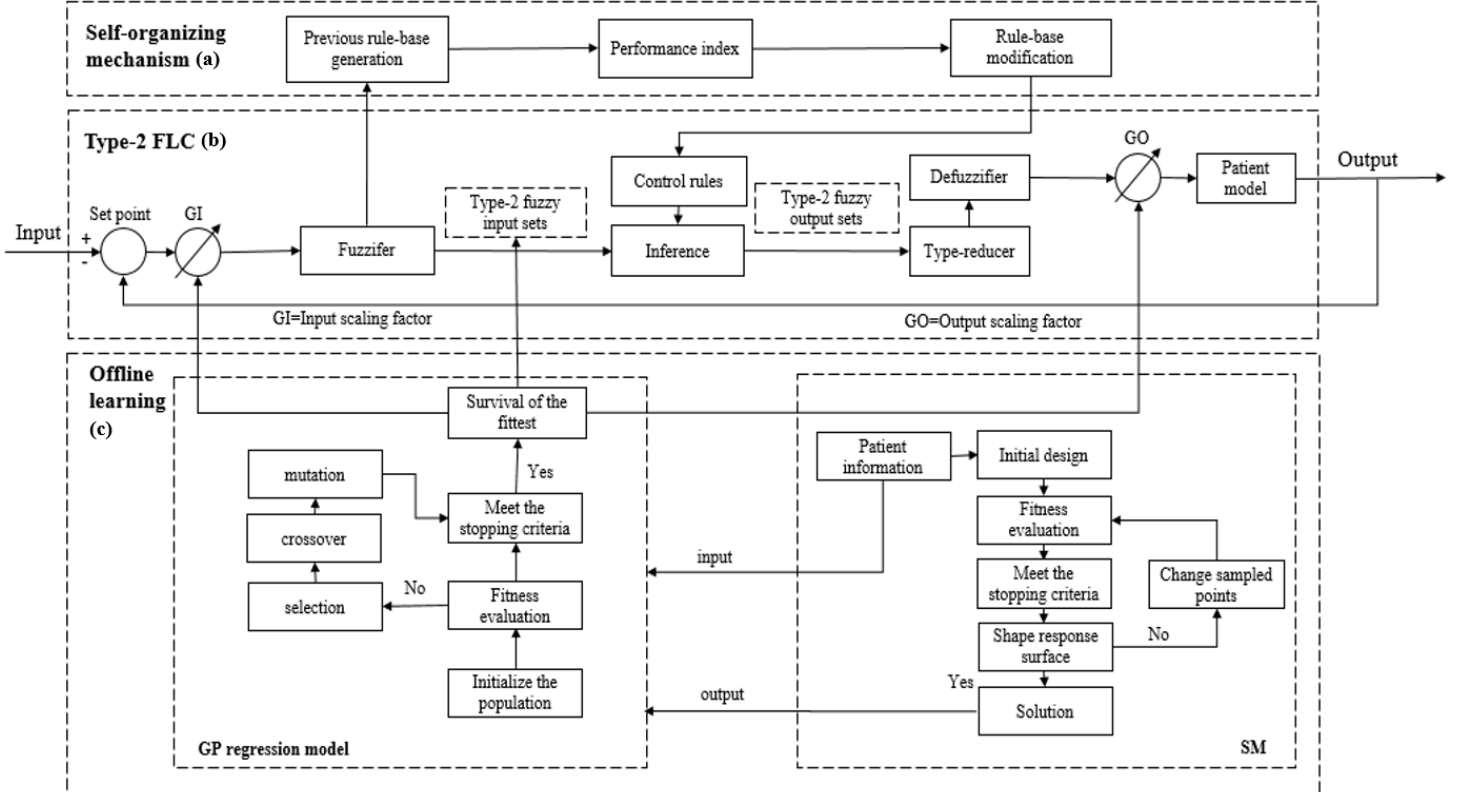 Self-organizing
mechanism (a)
Previous rule-base
generation
Performance index
Rule-base
modification
Type-2 FLC (b)
GO
Control rules
Defuzzifier
Patient
model
Output
Type-2 fuzzy
input sets
Type-2 fuzzy
output sets
Set point
GI
Input
+
-
Fuzzifer
Inference
Type-reducer
GI=Input scaling factor
GO=Output scaling factor
Offline
learning
(c)
Survival of the
fittest
Yes
mutation
Meet the
stopping criteria
crossover
No
selection
Fitness
evaluation
Initialize the
population
GP regression model
input
output
Patient
information
Initial design
Fitness
evaluation
Meet the
stopping criteria
Change sampled
points
Shape response
surface
No
Yes
Solution
SM